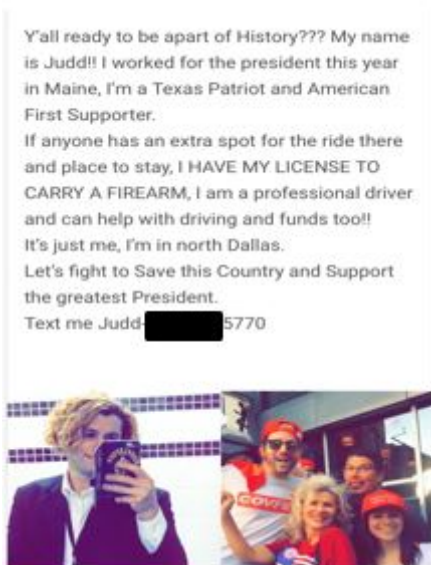 Y'all ready to be apart of History??? My name
is Judd!! I worked for the president this year
in Maine, I'm a Texas Patriot and American
First Supporter.
If anyone has an extra spot for the ride there
and place to stay, I HAVE MY LICENSE TO
CARRY A FIREARM, I am a professional driver
and can help with driving and funds too!!
It's just me, I'm in north Dallas.
Let's fight to Save this Country and Support
the greatest President.
Text me Judd-5770